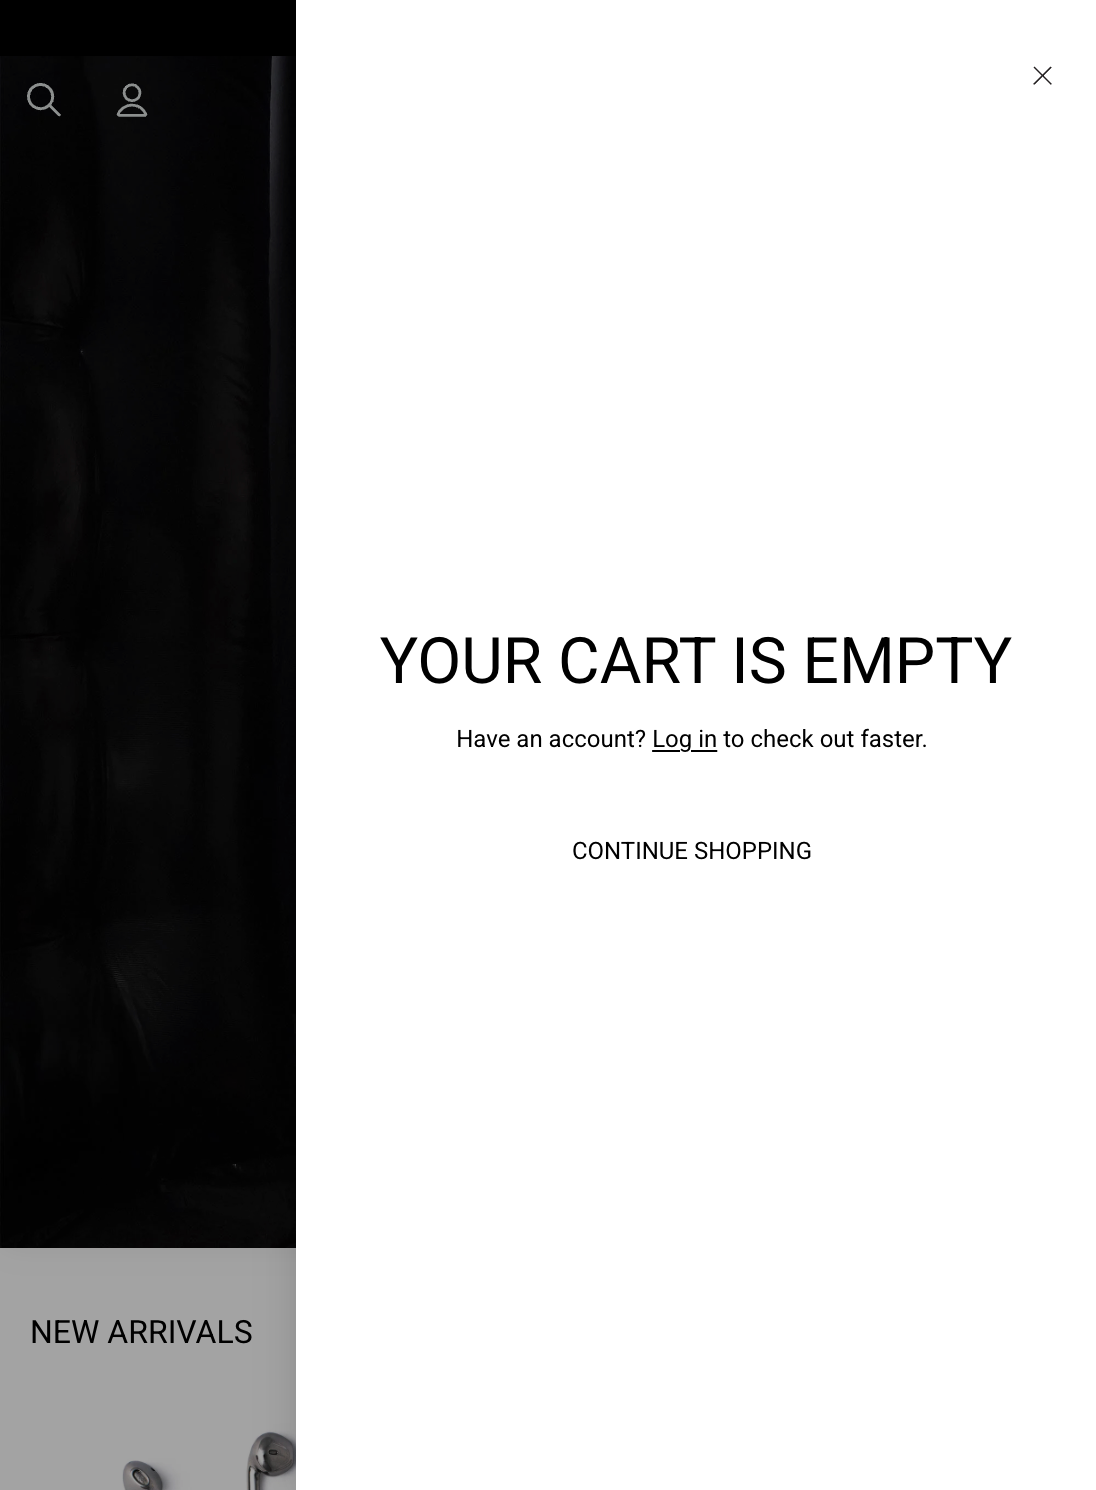 YOUR CART IS EMPTY
Have an account? Log in to check out faster.
CONTINUE SHOPPING
NEW ARRIVALS